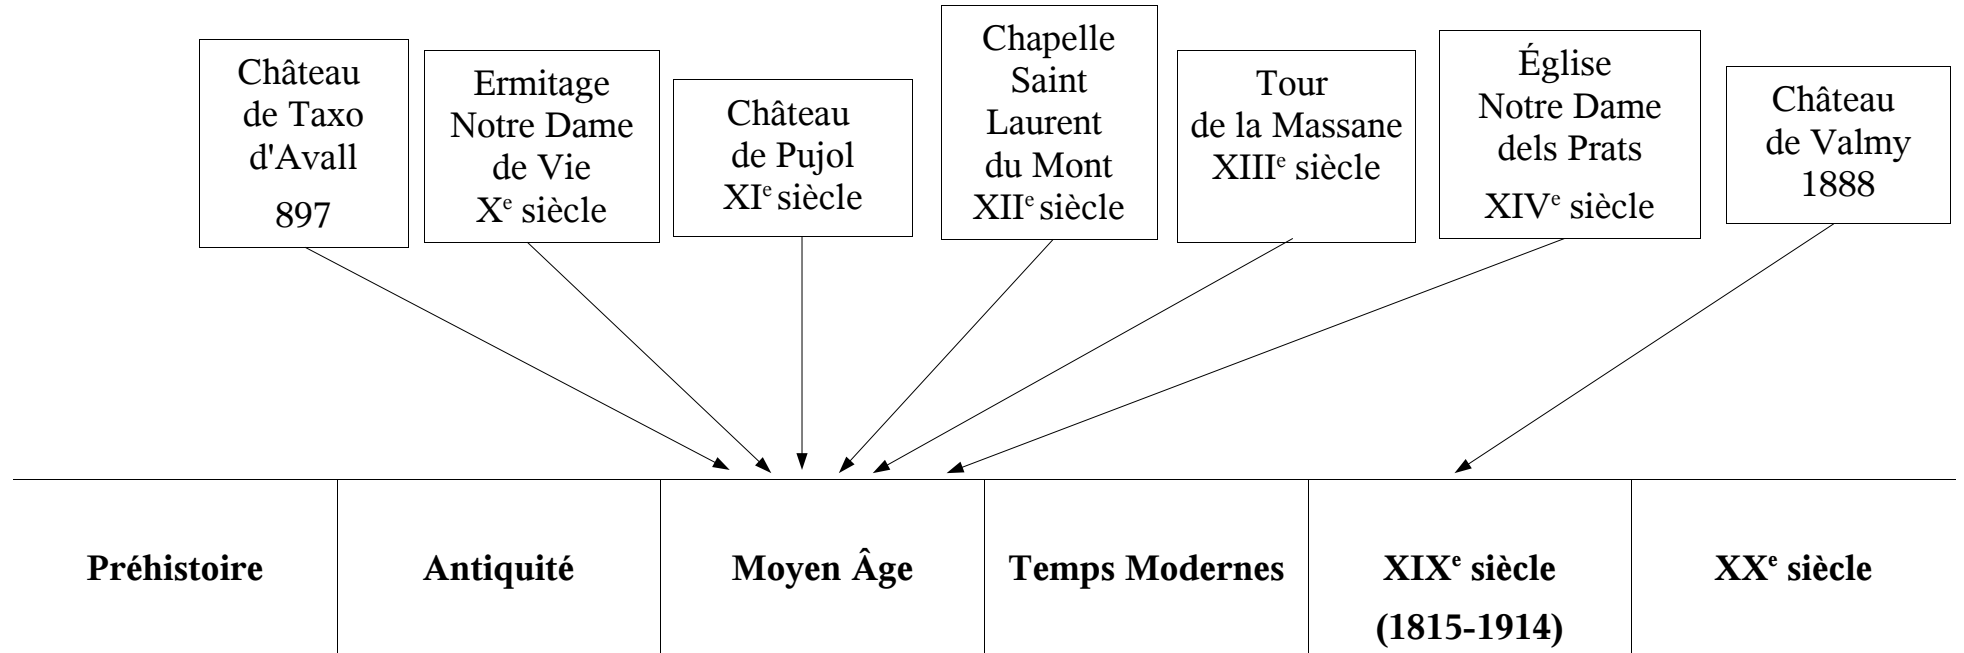 Château
de Taxo
d'Avall
897
Ermitage
Notre Dame
de Vie
Xe siècle
Château
de Pujol
XIe siècle
Chapelle
Saint
Laurent
du Mont
XIIe siècle
Tour
de la Massane
XIIIe siècle
Église
Notre Dame
dels Prats
XIVe siècle
Château
de Valmy
1888
Préhistoire
Antiquité
Moyen Âge
Temps Modernes
XIXe siècle
(1815-1914)
XXe siècle